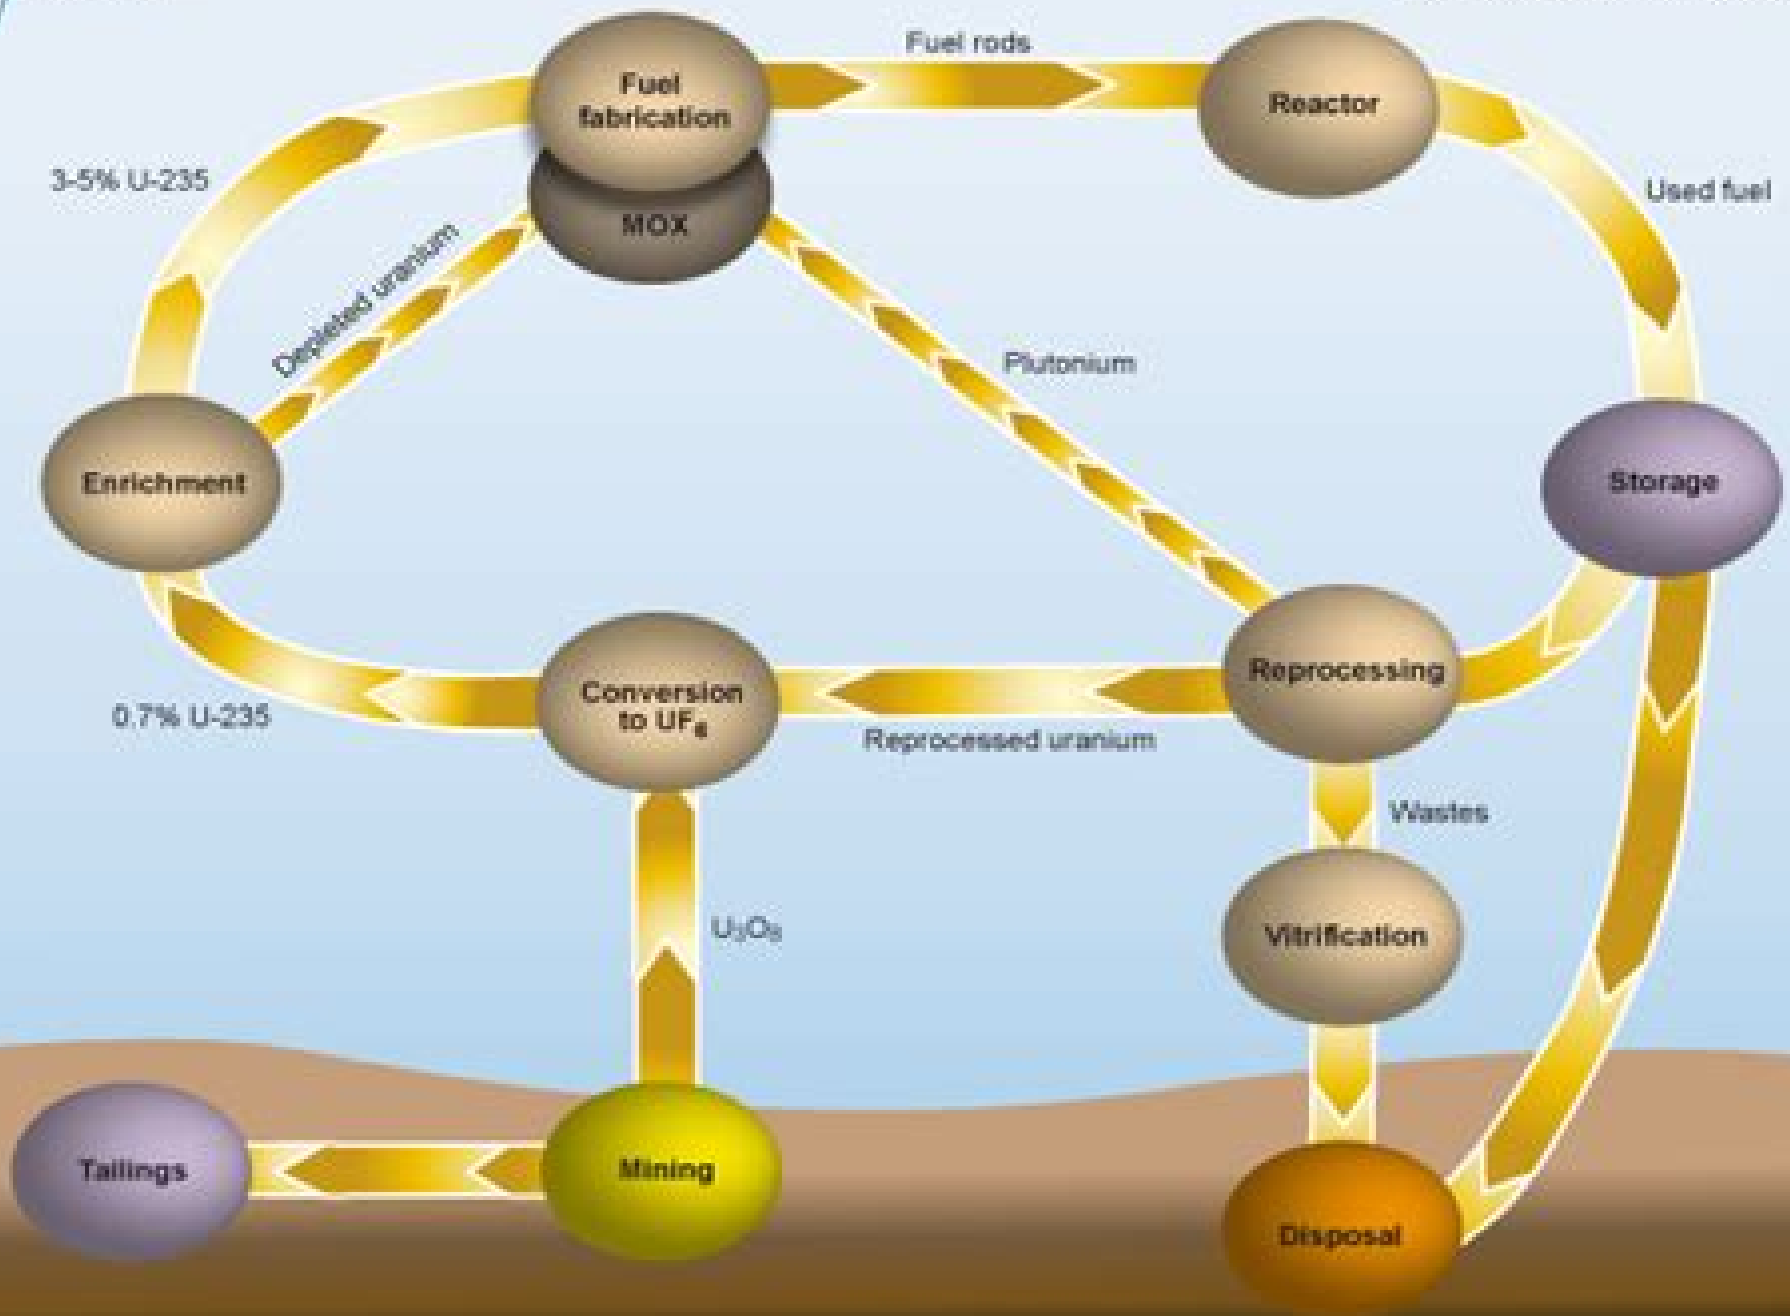 Fuel rods
Fuel
fabrication
Reactor
3-5% U-235
Used fuel
MOX
Depleted uranium
Plutonium
Enrichment
Storage
Reprocessing
Conversion
to UF₆
0.7% U-235
Reprocessed uranium
Wastes
U₃O₈
Vitrification
Tailings
Mining
Disposal